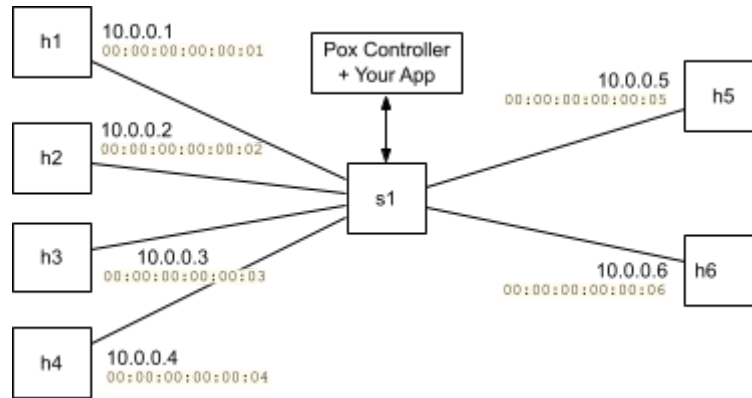 h1
10.0.0.1
00:00:00:00:00:01
Pox Controller
+ Your App
10.0.0.5
00:00:00:00:00:05
h5
h2
10.0.0.2
00:00:00:00:00:02
s1
h3
10.0.0.3
00:00:00:00:00:03
10.0.0.6
00:00:00:00:00:06
h6
h4
10.0.0.4
00:00:00:00:00:04